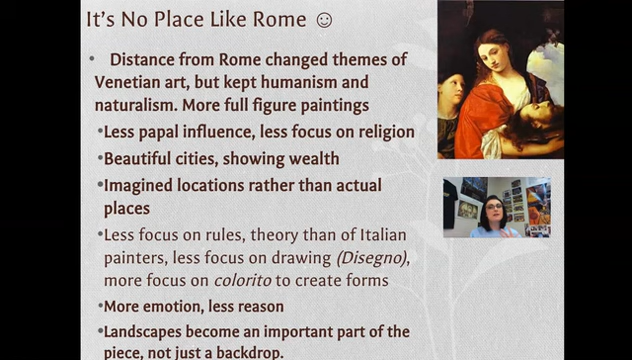 It's No Place Like Rome ☺
• Distance from Rome changed themes of
Venetian art, but kept humanism and
naturalism. More full figure paintings
•Less papal influence, less focus on religion
•Beautiful cities, showing wealth
•Imagined locations rather than actual
places
•Less focus on rules, theory than of Italian
painters, less focus on drawing (Disegno),
more focus on colorito to create forms
•More emotion, less reason
•Landscapes become an important part of the
piece, not just a backdrop.